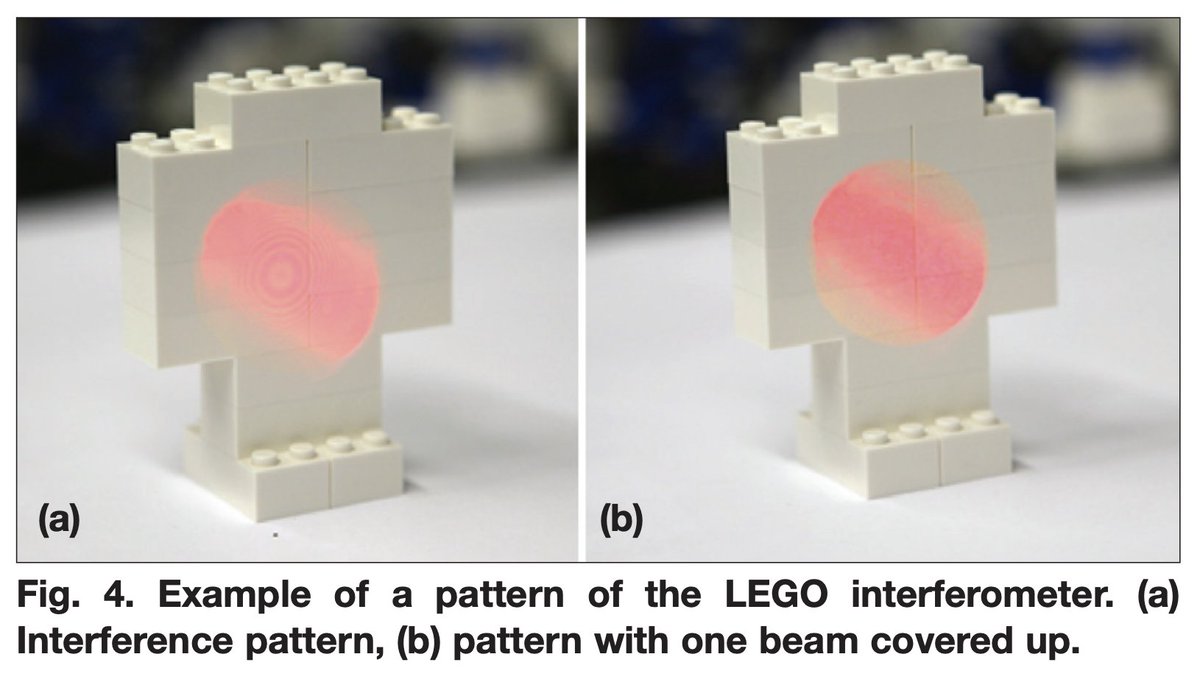 (a)
(b)
Fig. 4. Example of a pattern of the LEGO interferometer. (a)
Interference pattern, (b) pattern with one beam covered up.